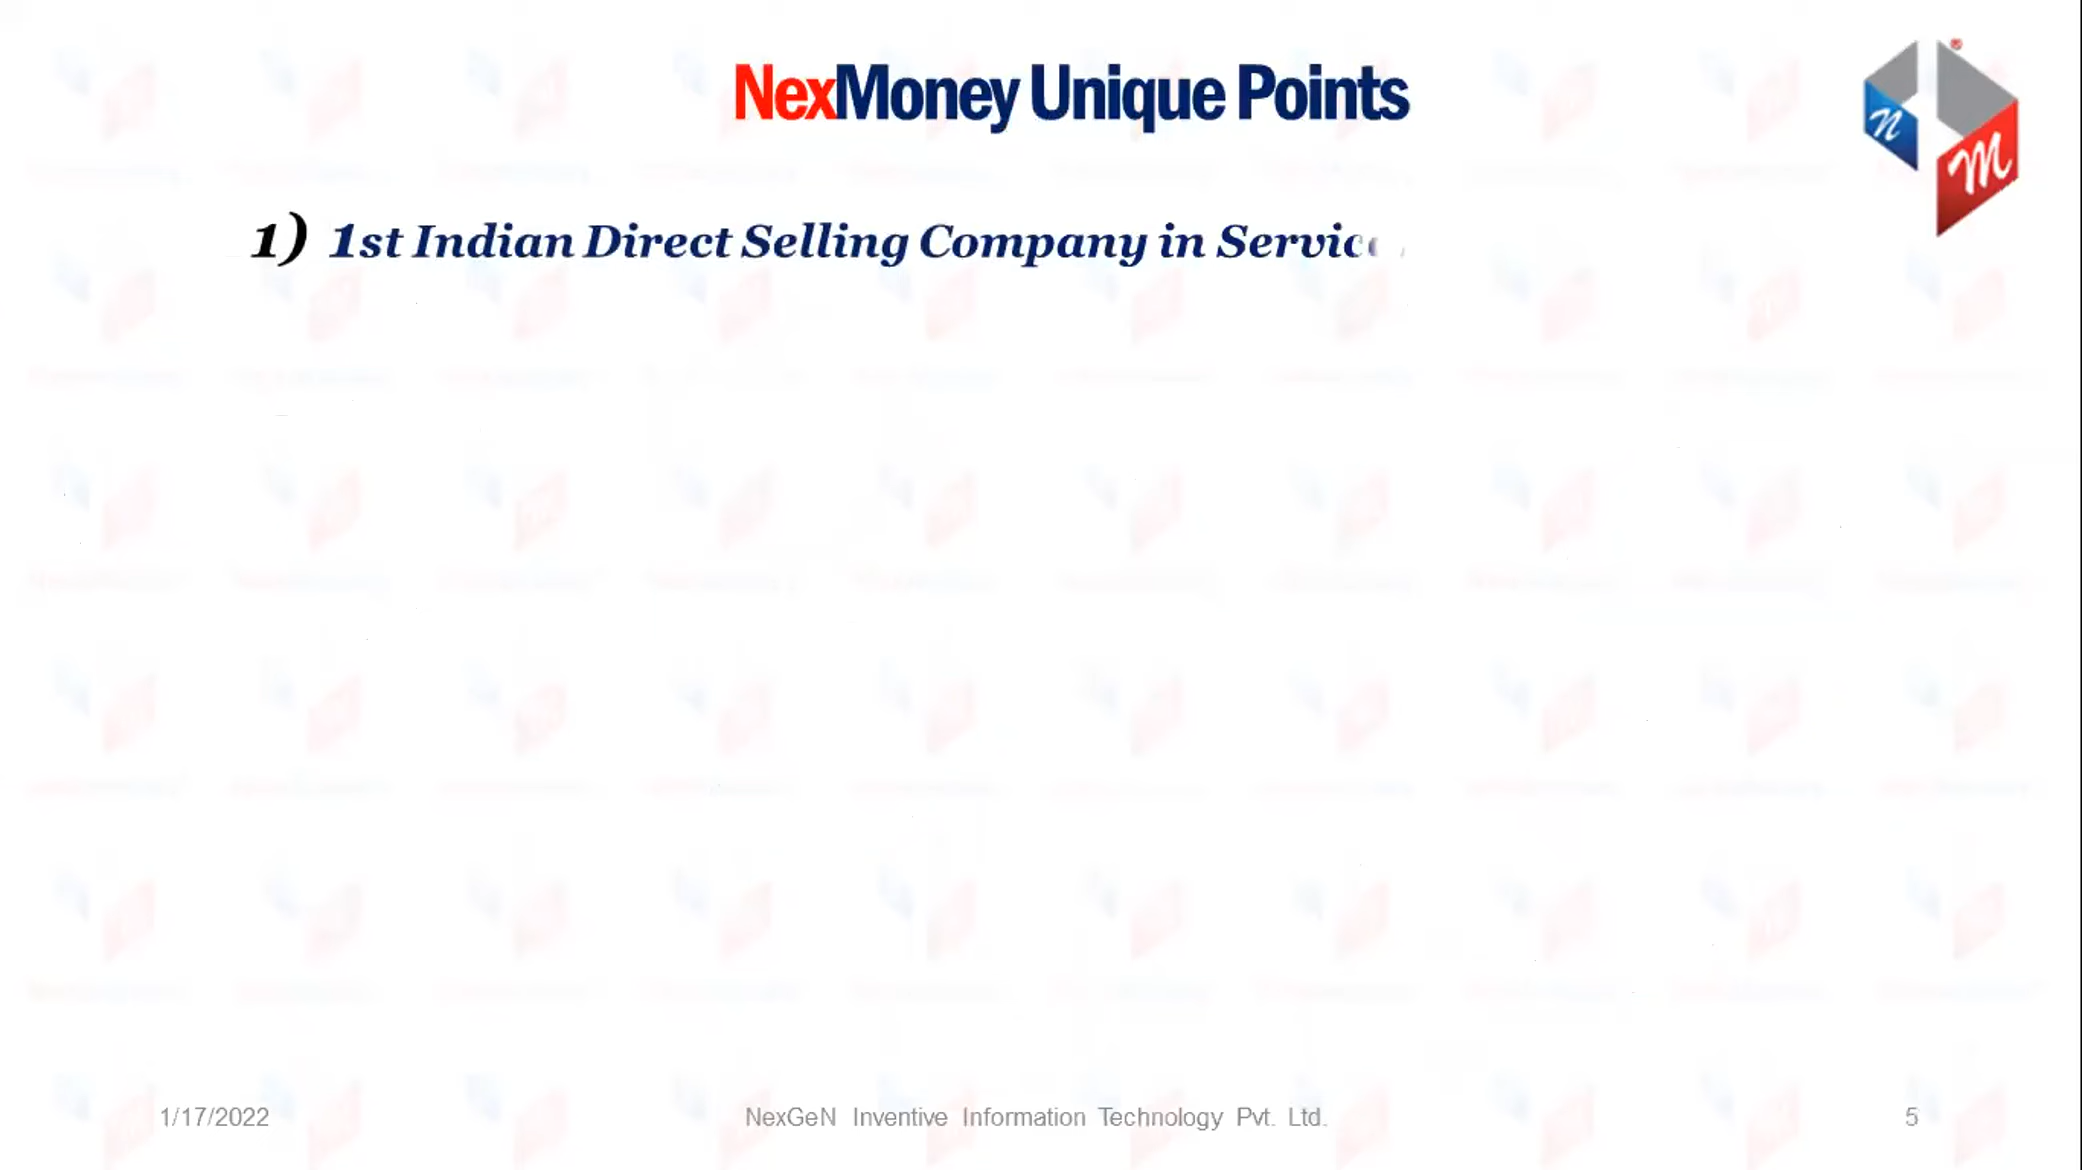 NexMoney Unique Points
n m
1) 1st Indian Direct Selling Company in
1/17/2022 NexGeN Inventive Information Technology Pvt. Ltd. 5